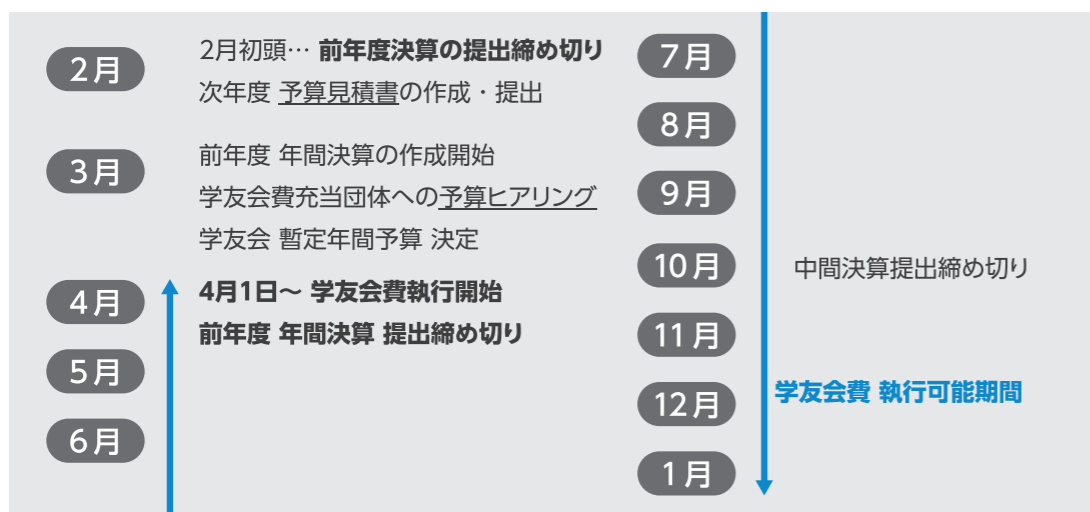 2月
2月初頭… 前年度決算の提出締め切り
次年度 予算見積書の作成・提出
3月
前年度 年間決算の作成開始
学友会費充当団体への予算ヒアリング
学友会 暫定年間予算 決定
4月
4月1日〜 学友会費執行開始
前年度 年間決算 提出締め切り
5月
6月
7月
8月
9月
10月
中間決算提出締め切り
11月
学友会費 執行可能期間
12月
1月